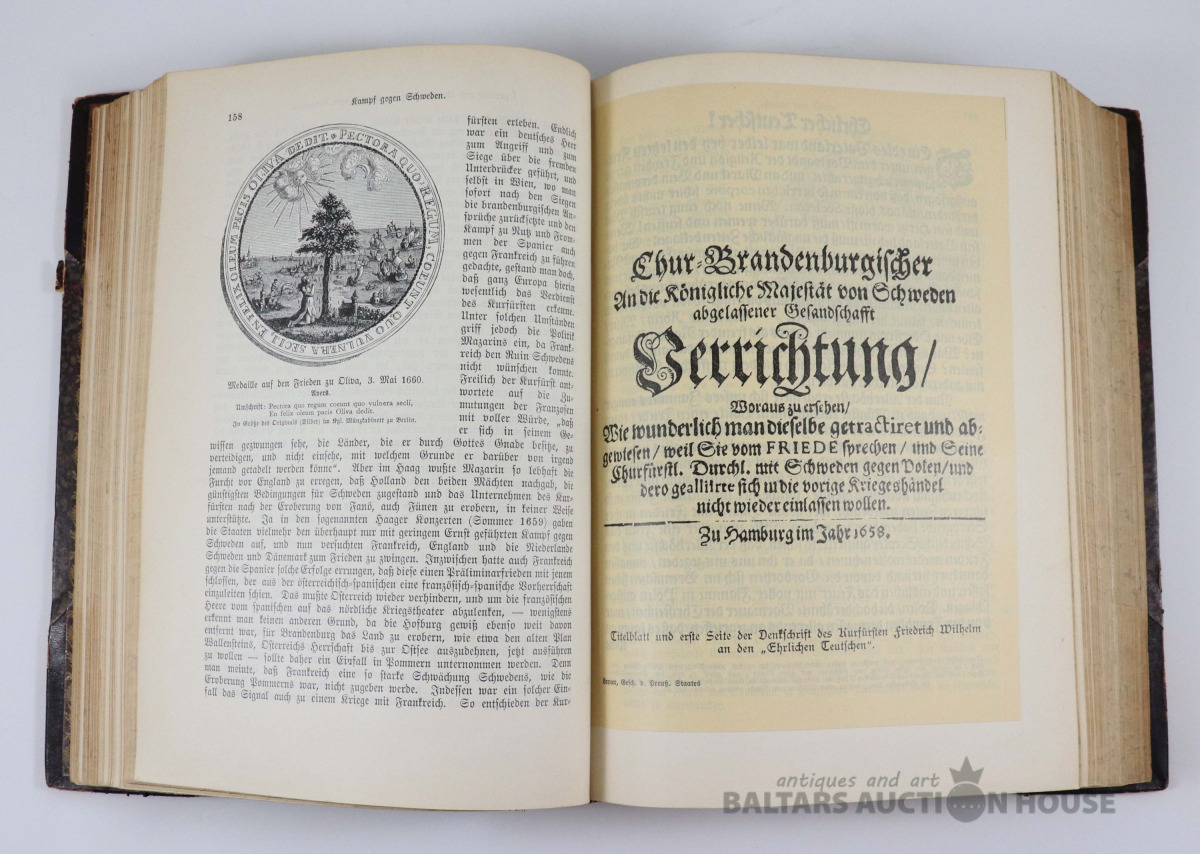 Kampf gegen Schweden.
158
PECTORA QUO REGUM COEUNT QUO VULNERA SECLI EN FELIX OLEUM PACIS OLIVA DEDIT.
Medaille auf den Frieden zu Oliva, 3. Mai 1660.
Avers.
Umschrift: Pectora quo regum coeunt quo vulnera seclî,
En felix oleum pacis Oliva dedit.
In Größe des Originals (Silber) im Kgl. Münzkabinett zu Berlin.
fürsten erleben. Endlich
war ein deutsches Heer
zum Angriff und zum
Siege über die fremden
Unterdrücker geführt, und
selbst in Wien, wo man
sofort nach den Siegen
die brandenburgischen An-
sprüche zurücksetzte und den
Kampf zu Nutz und From-
men der Spanier auch
gegen Frankreich zu führen
gedachte, gestand man doch,
daß ganz Europa hierin
wesentlich das Verdienst
des Kurfürsten erkenne.
Unter solchen Umständen
griff jedoch die Politik
Mazarins ein, da Frank-
reich den Ruin Schwedens
nicht wünschen konnte.
Freilich der Kurfürst ant-
wortete auf die Zu-
mutungen der Franzosen
mit voller Würde, „daß
er sich in seinem Ge-
wissen gezwungen sehe, die Länder, die er durch Gottes Gnade besitze, zu
verteidigen, und nicht einsehe, mit welchem Grunde er darüber von irgend
jemand getadelt werden könne“. Aber im Haag wußte Mazarin so lebhaft die
Furcht vor England zu erregen, daß Holland den beiden Mächten nachgab, die
günstigsten Bedingungen für Schweden zugestand und das Unternehmen des Kur-
fürsten nach der Eroberung von Fanö, auch Fünen zu erobern, in keiner Weise
unterstützte. Ja in den sogenannten Haager Konzerten (Sommer 1659) gaben
die Staaten vielmehr den überhaupt nur mit geringem Ernst geführten Kampf gegen
Schweden auf, und nun versuchten Frankreich, England und die Niederlande
Schweden und Dänemark zum Frieden zu zwingen. Inzwischen hatte auch Frankreich
gegen die Spanier solche Erfolge errungen, daß diese einen Präliminarfrieden mit jenem
schlossen, der aus der österreichisch-spanischen eine französisch-spanische Vorherrschaft
einzuleiten schien. Das mußte Österreich wieder verhindern, und um die französischen
Heere vom spanischen auf das nördliche Kriegstheater abzulenken, — wenigstens
erkennt man keinen anderen Grund, da die Hofburg gewiß ebenso weit davon
entfernt war, für Brandenburg das Land zu erobern, wie etwa den alten Plan
Wallensteins, Österreichs Herrschaft bis zur Ostsee auszudehnen, jetzt ausführen
zu wollen — sollte daher ein Einfall in Pommern unternommen werden. Denn
man meinte, daß Frankreich eine so starke Schwächung Schwedens, wie die
Eroberung Pommerns war, nicht zugeben werde. Indessen war ein solcher Ein-
fall das Signal auch zu einem Kriege mit Frankreich. So entschieden der Kur-
Chur-Brandenburgischer
An die Königliche Majestät von Schweden
abgelassener Gesandschafft
Verrichtung/
Woraus zu ersehen/
Wie wunderlich man dieselbe getractiret und ab-
gewiesen/ weil Sie vom FRIEDE sprechen/ und Seine
Churfürstl. Durchl. mit Schweden gegen Polen/ und
dero geallijrte sich in die vorige Kriegeshändel
nicht wieder einlassen wollen.
Zu Hamburg im Jahr 1658.
Titelblatt und erste Seite der Denkschrift des Kurfürsten Friedrich Wilhelm
an den „Ehrlichen Teutschen“.
Gesch. d. Preuß. Staates
antiques and art
BALTARS AUCTION HOUSE